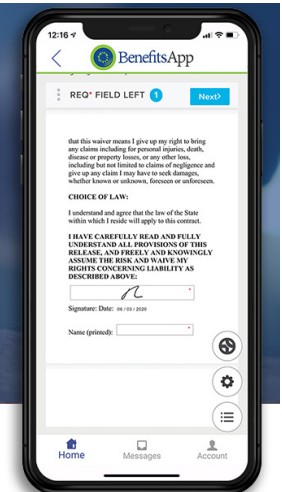 12:16
BenefitsApp
REQ* FIELD LEFT 1
Next>
that this waiver means I give up my right to bring
any claims including for personal injuries, death,
disease or property losses, or any other loss,
including but not limited to claims of negligence and
give up any claim I may have to seek damages,
whether known or unknown, foreseen or unforeseen.
CHOICE OF LAW:
I understand and agree that the law of the State
within which I reside will apply to this contract.
I HAVE CAREFULLY READ AND FULLY
UNDERSTAND ALL PROVISIONS OF THIS
RELEASE, AND FREELY AND KNOWINGLY
ASSUME THE RISK AND WAIVE MY
RIGHTS CONCERNING LIABILITY AS
DESCRIBED ABOVE:
*
Signature: Date: 06 / 03 / 2020
Name (printed): *
Home
Messages
Account